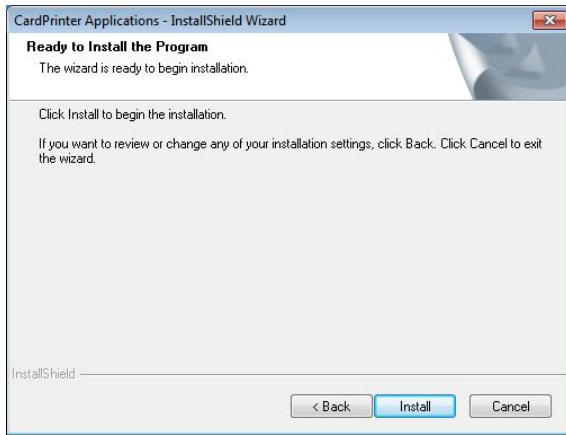 CardPrinter Applications - InstallShield Wizard
Ready to Install the Program
The wizard is ready to begin installation.
Click Install to begin the installation.
If you want to review or change any of your installation settings, click Back. Click Cancel to exit
the wizard.
InstallShield
< Back Install Cancel